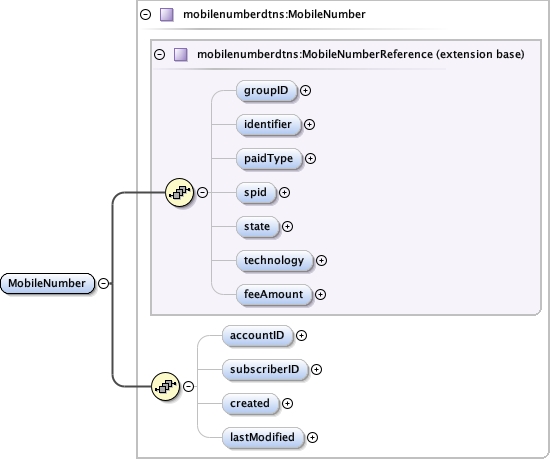 mobilenumberdtns:MobileNumber
mobilenumberdtns:MobileNumberReference (extension base)
groupID
identifier
paidType
spid
state
technology
feeAmount
MobileNumber
accountID
subscriberID
created
lastModified